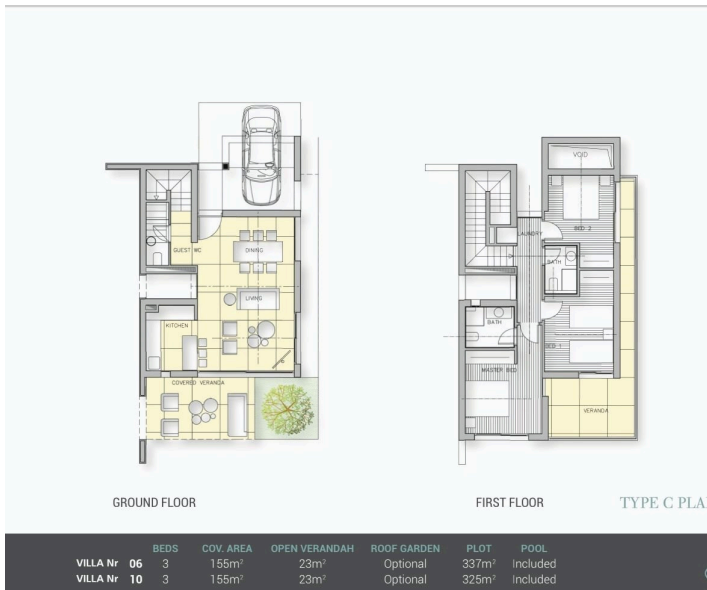 VOID
BED 2
LAUNDRY
BATH
GUEST WC
DINING
LIVING
KITCHEN
BATH
BED 1
MASTER BED
COVERED VERANDA
VERANDA
GROUND FLOOR
FIRST FLOOR
TYPE C PLA
BEDS COV. AREA OPEN VERANDAH ROOF GARDEN PLOT POOL
VILLA Nr 06 3 155m² 23m² Optional 337m² Included
VILLA Nr 10 3 155m² 23m² Optional 325m² Included